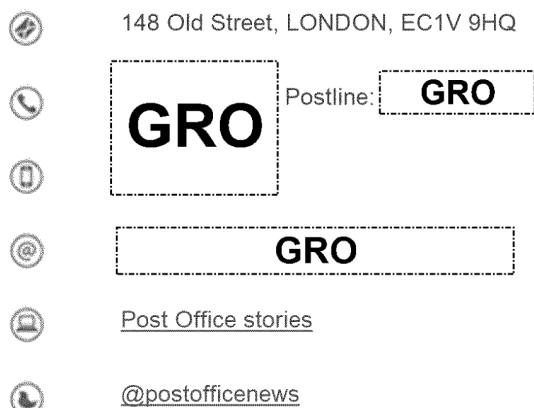 148 Old Street, LONDON, EC1V 9HQ
GRO Postline: GRO
GRO
Post Office stories
@postofficenews